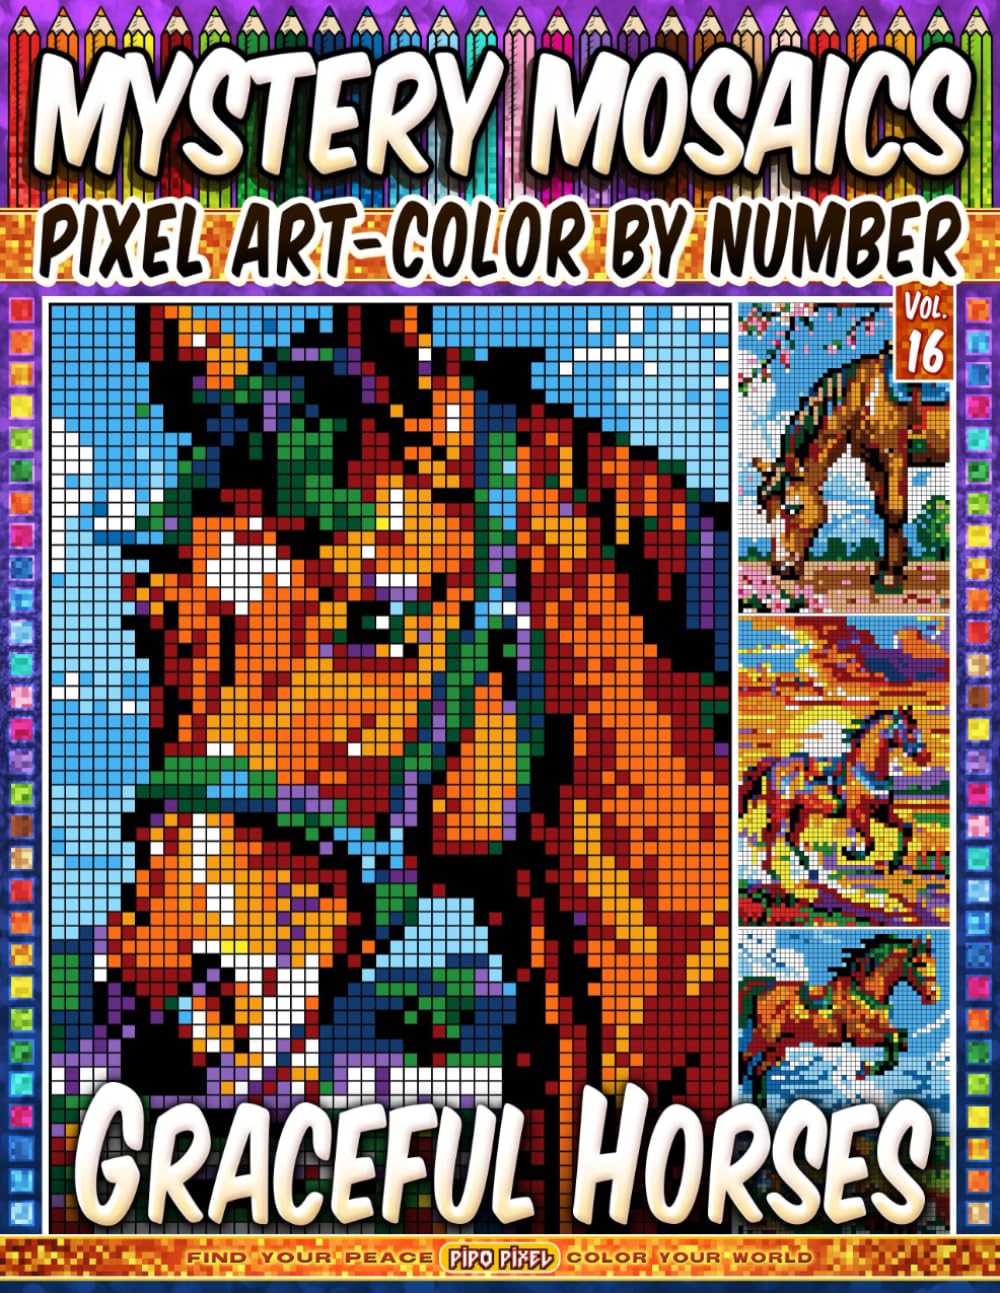 MYSTERY MOSAICS
PIXEL ART-COLOR BY NUMBER
VOL.
16
GRACEFUL HORSES
FIND YOUR PEACE PIPO PIXEL COLOR YOUR WORLD